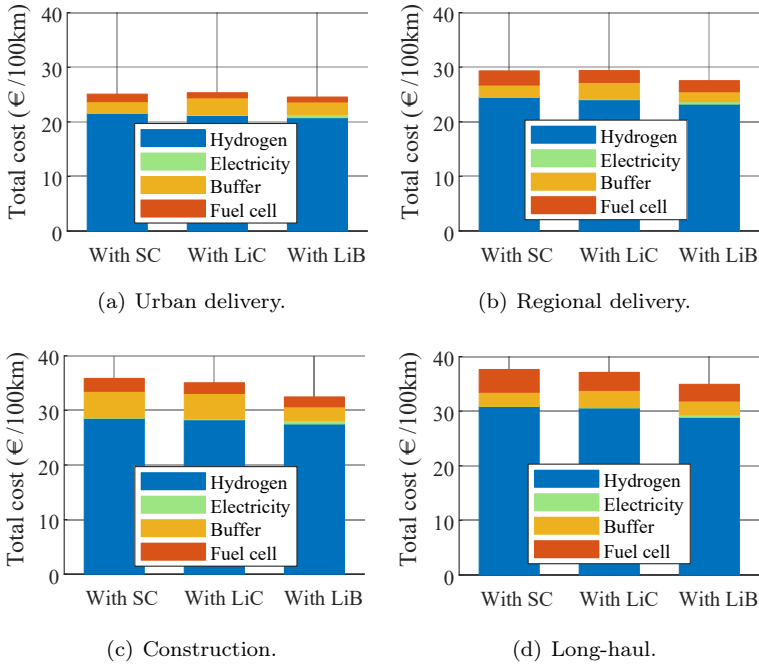 Total cost (€/100km)
40
30
20
10
0
Hydrogen
Electricity
Buffer
Fuel cell
With SC With LiC With LiB
(a) Urban delivery.
Total cost (€/100km)
40
30
20
10
0
Hydrogen
Electricity
Buffer
Fuel cell
With SC With LiC With LiB
(b) Regional delivery.
Total cost (€/100km)
40
30
20
10
0
Hydrogen
Electricity
Buffer
Fuel cell
With SC With LiC With LiB
(c) Construction.
Total cost (€/100km)
40
30
20
10
0
Hydrogen
Electricity
Buffer
Fuel cell
With SC With LiC With LiB
(d) Long-haul.